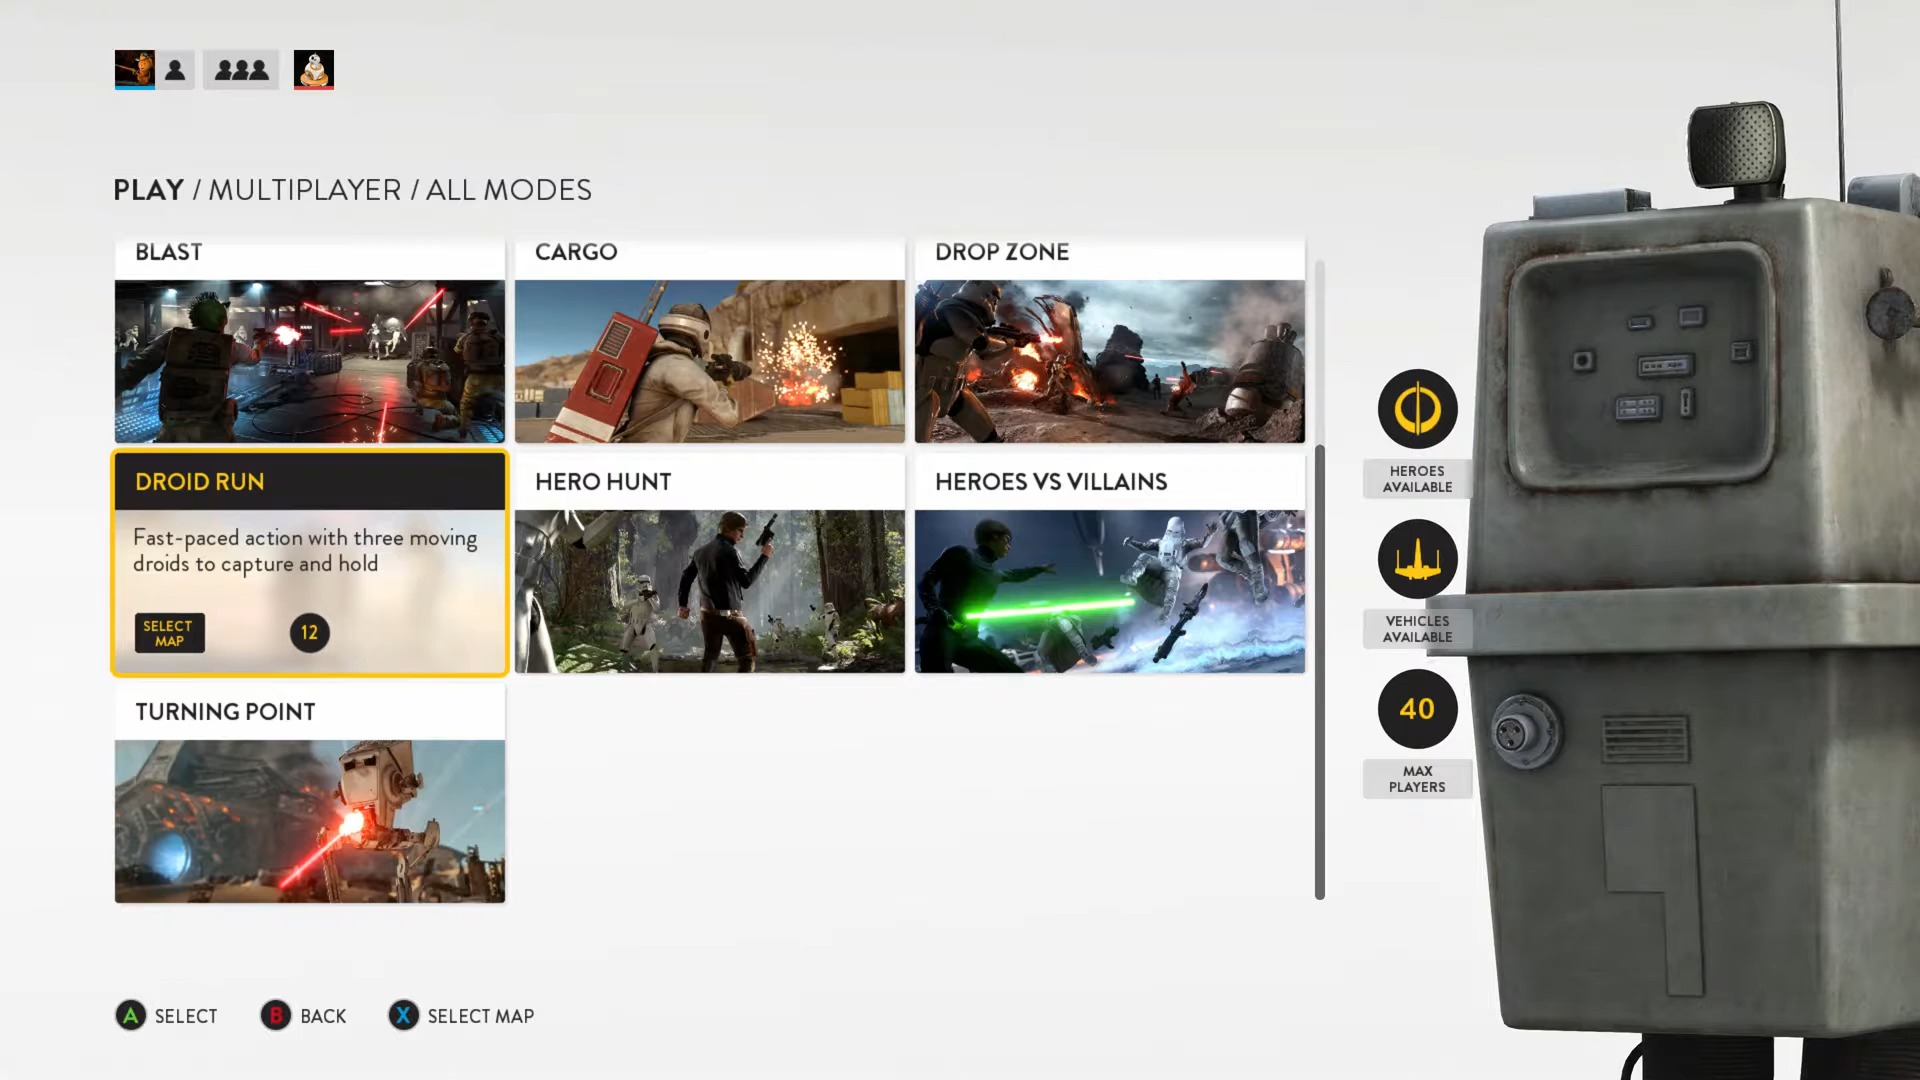 PLAY / MULTIPLAYER / ALL MODES
BLAST
CARGO
DROP ZONE
DROID RUN
Fast-paced action with three moving
droids to capture and hold
SELECT
MAP
12
HERO HUNT
HEROES VS VILLAINS
TURNING POINT
HEROES
AVAILABLE
VEHICLES
AVAILABLE
40
MAX
PLAYERS
A SELECT
B BACK
X SELECT MAP